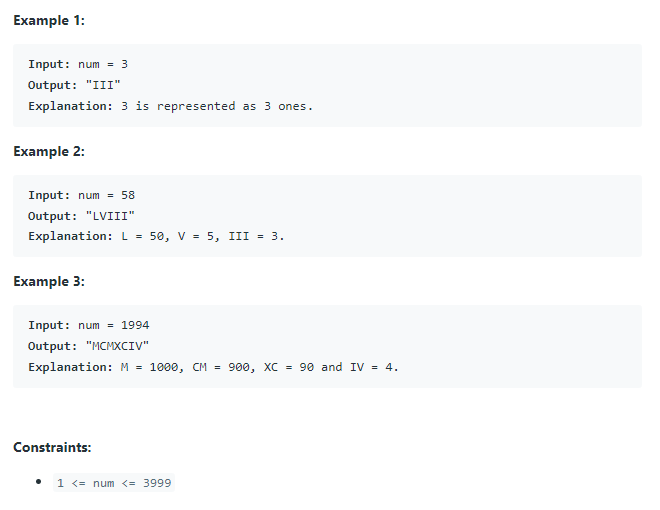 Example 1:
Input: num = 3
Output: "III"
Explanation: 3 is represented as 3 ones.
Example 2:
Input: num = 58
Output: "LVIII"
Explanation: L = 50, V = 5, III = 3.
Example 3:
Input: num = 1994
Output: "MCMXCIV"
Explanation: M = 1000, CM = 900, XC = 90 and IV = 4.
Constraints:
• 1 <= num <= 3999